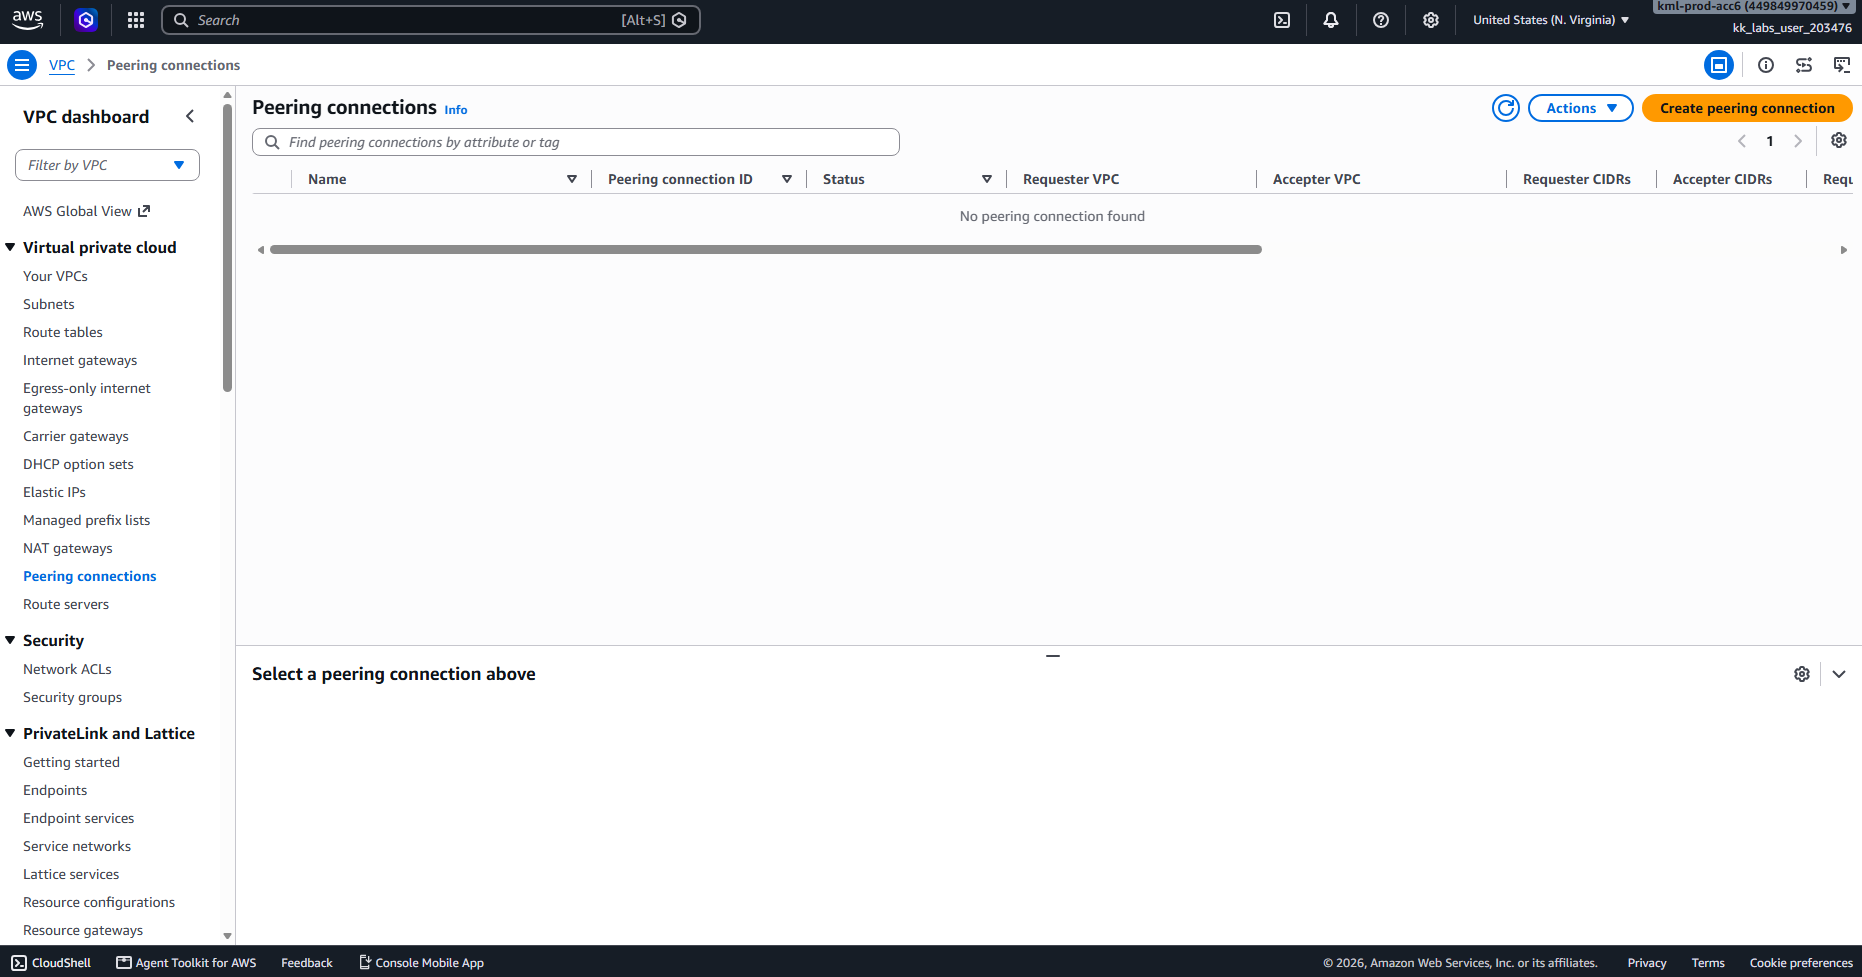 aws
Search [Alt+S]
United States (N. Virginia)
kml-prod-acc6 (449849970459)
kk_labs_user_203476
VPC > Peering connections
VPC dashboard
Filter by VPC
AWS Global View
Virtual private cloud
Your VPCs
Subnets
Route tables
Internet gateways
Egress-only internet
gateways
Carrier gateways
DHCP option sets
Elastic IPs
Managed prefix lists
NAT gateways
Peering connections
Route servers
Security
Network ACLs
Security groups
PrivateLink and Lattice
Getting started
Endpoints
Endpoint services
Service networks
Lattice services
Resource configurations
Resource gateways
Peering connections Info
Actions
Create peering connection
Find peering connections by attribute or tag
1
Name Peering connection ID Status Requester VPC Accepter VPC Requester CIDRs Accepter CIDRs Requ
No peering connection found
Select a peering connection above
CloudShell Agent Toolkit for AWS Feedback Console Mobile App
© 2026, Amazon Web Services, Inc. or its affiliates. Privacy Terms Cookie preferences